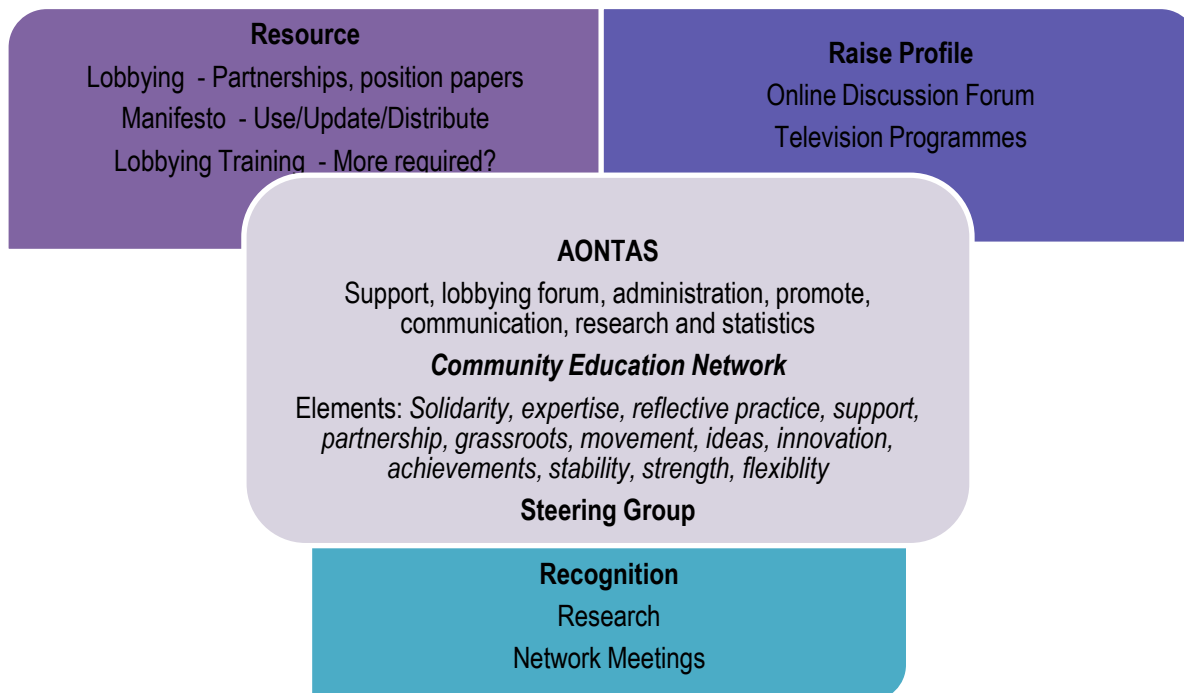 Resource
Lobbying - Partnerships, position papers
Manifesto - Use/Update/Distribute
Lobbying Training - More required?
Raise Profile
Online Discussion Forum
Television Programmes
AONTAS
Support, lobbying forum, administration, promote,
communication, research and statistics
Community Education Network
Elements: Solidarity, expertise, reflective practice, support,
partnership, grassroots, movement, ideas, innovation,
achievements, stability, strength, flexiblity
Steering Group
Recognition
Research
Network Meetings